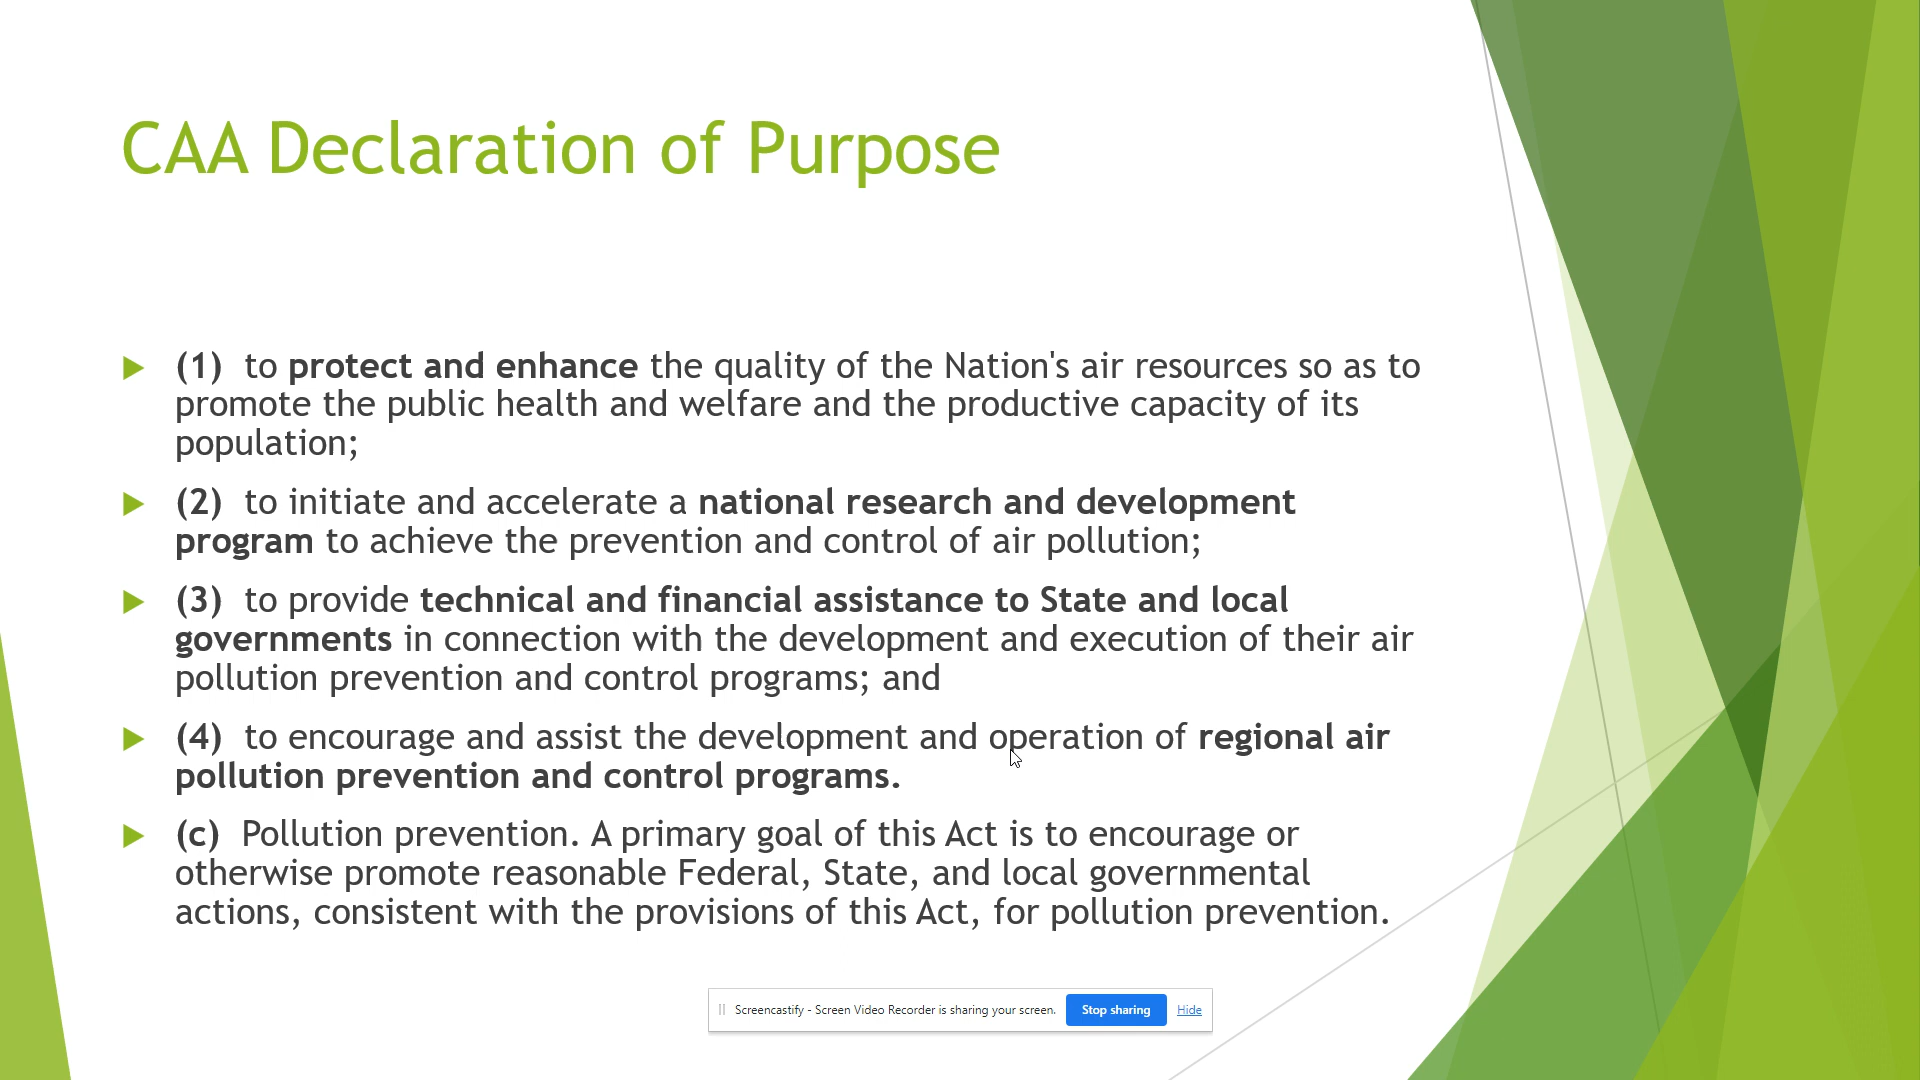 CAA Declaration of Purpose
(1) to protect and enhance the quality of the Nation's air resources so as to
promote the public health and welfare and the productive capacity of its
population;
(2) to initiate and accelerate a national research and development
program to achieve the prevention and control of air pollution;
(3) to provide technical and financial assistance to State and local
governments in connection with the development and execution of their air
pollution prevention and control programs; and
(4) to encourage and assist the development and operation of regional air
pollution prevention and control programs.
(c) Pollution prevention. A primary goal of this Act is to encourage or
otherwise promote reasonable Federal, State, and local governmental
actions, consistent with the provisions of this Act, for pollution prevention.
Screencastify - Screen Video Recorder is sharing your screen. Stop sharing Hide